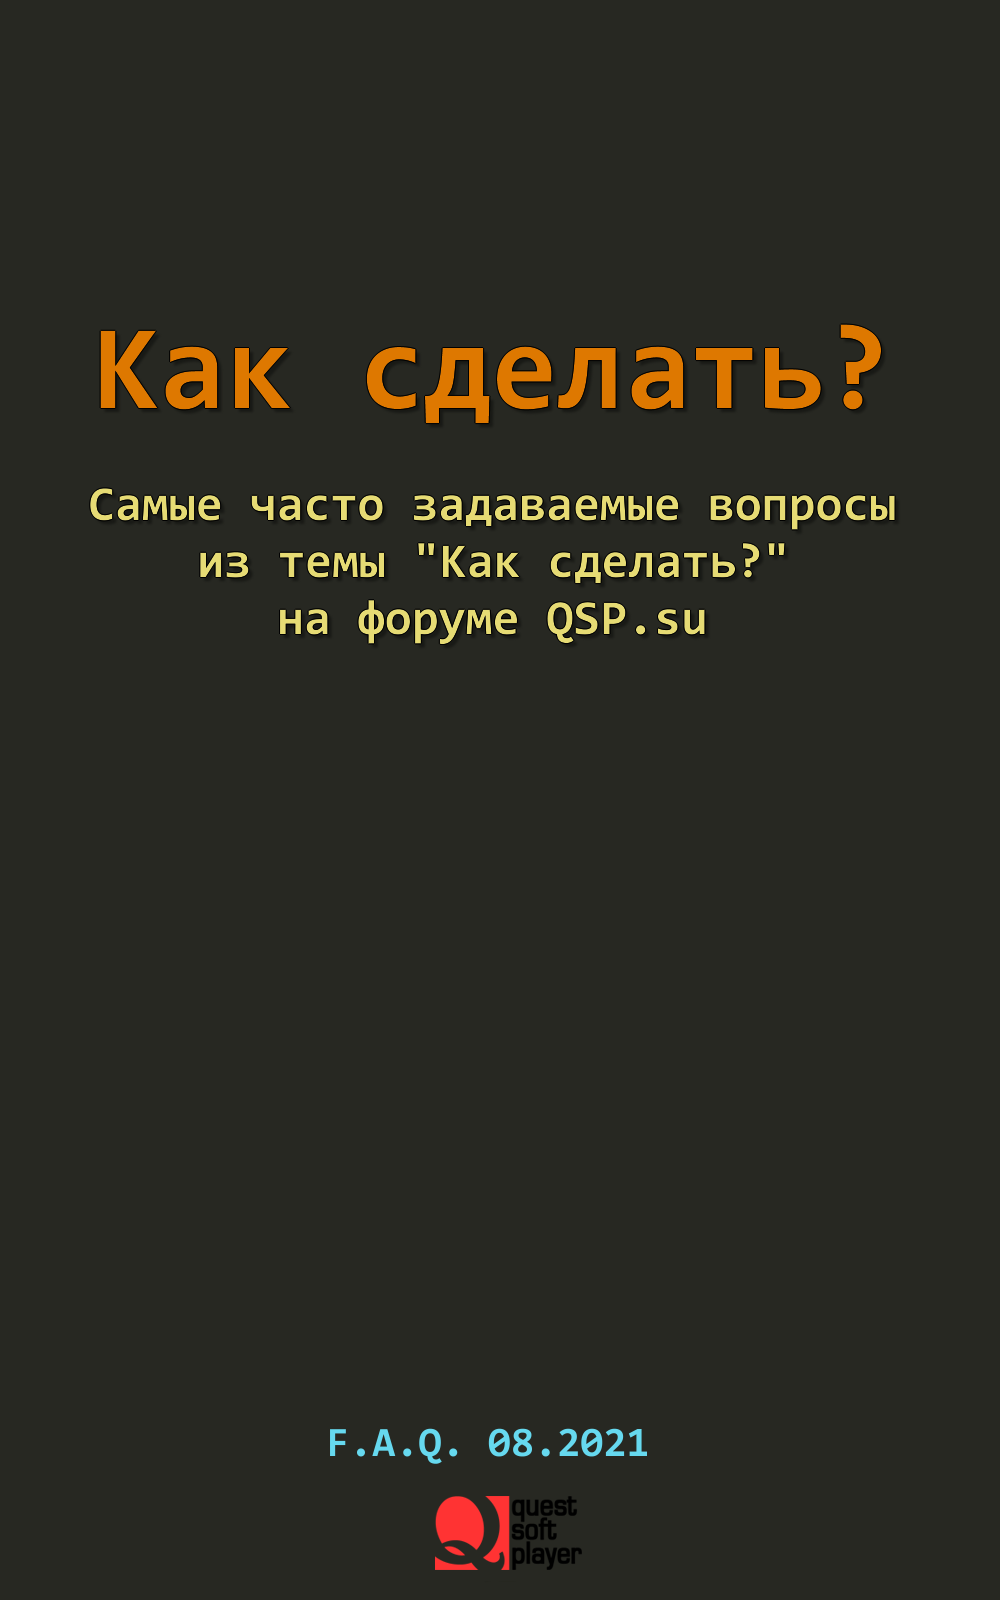 Как сделать?
Самые часто задаваемые вопросы
из темы "Как сделать?"
на форуме QSP.su
F.A.Q. 08.2021
quest
soft
player